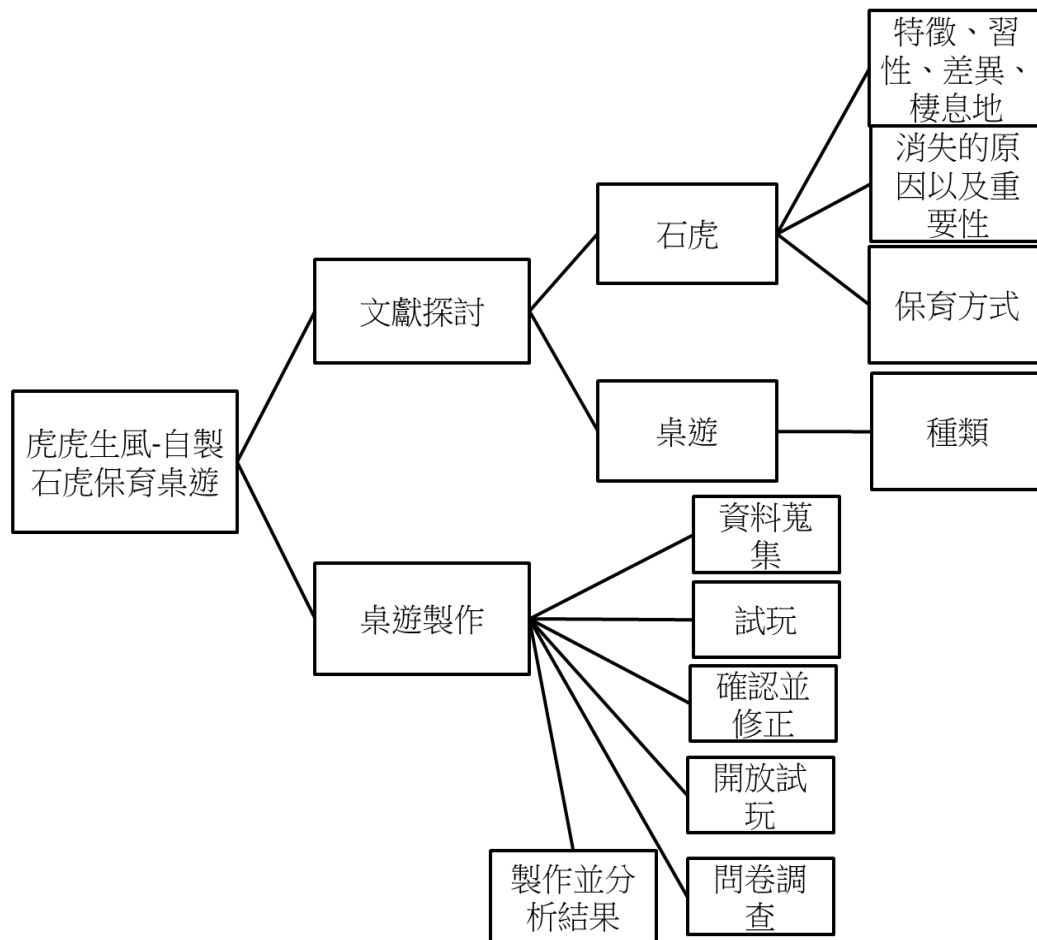 特徵、習
性、差異、
棲息地
消失的原
因以及重
要性
石虎
文獻探討
保育方式
虎虎生風-自製
石虎保育桌遊
桌遊
種類
資料蒐
集
桌遊製作
試玩
確認並
修正
開放試
玩
製作並分
析結果
問卷調
查